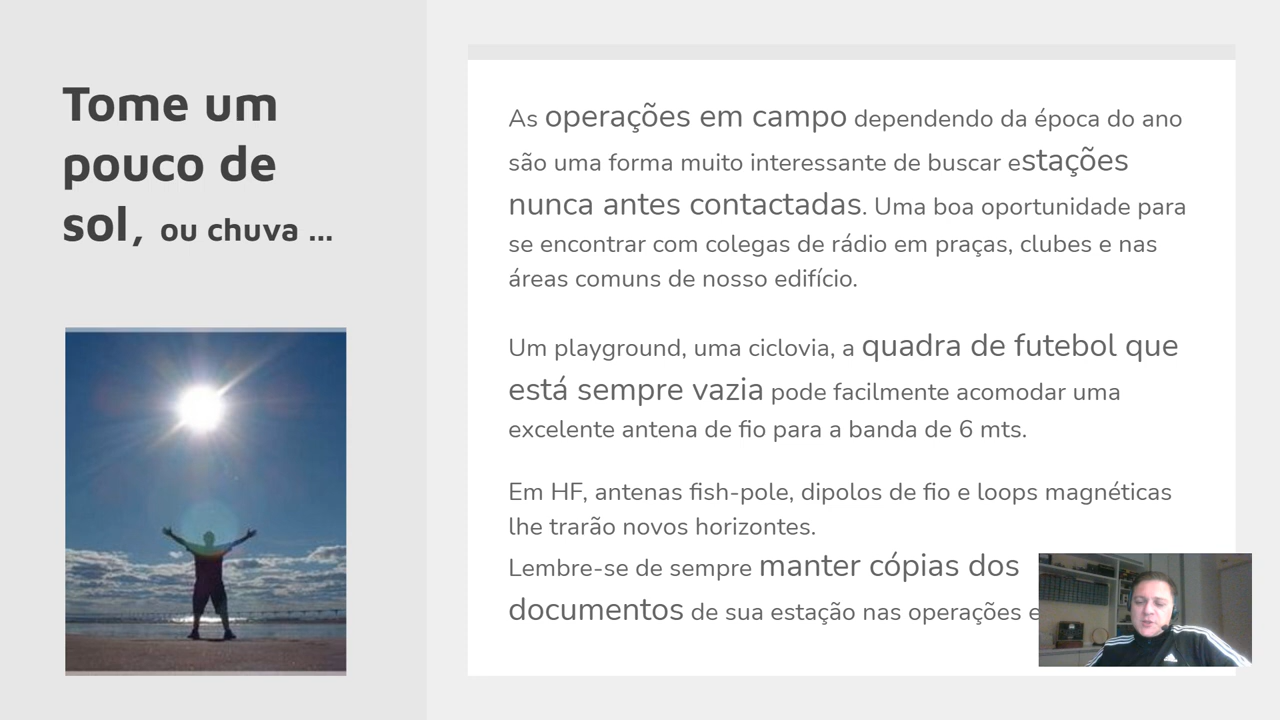 Tome um
pouco de
sol, ou chuva ...
As operações em campo dependendo da época do ano
são uma forma muito interessante de buscar estações
nunca antes contactadas. Uma boa oportunidade para
se encontrar com colegas de rádio em praças, clubes e nas
áreas comuns de nosso edifício.
Um playground, uma ciclovia, a quadra de futebol que
está sempre vazia pode facilmente acomodar uma
excelente antena de fio para a banda de 6 mts.
Em HF, antenas fish-pole, dipolos de fio e loops magnéticas
lhe trarão novos horizontes.
Lembre-se de sempre manter cópias dos
documentos de sua estação nas operações